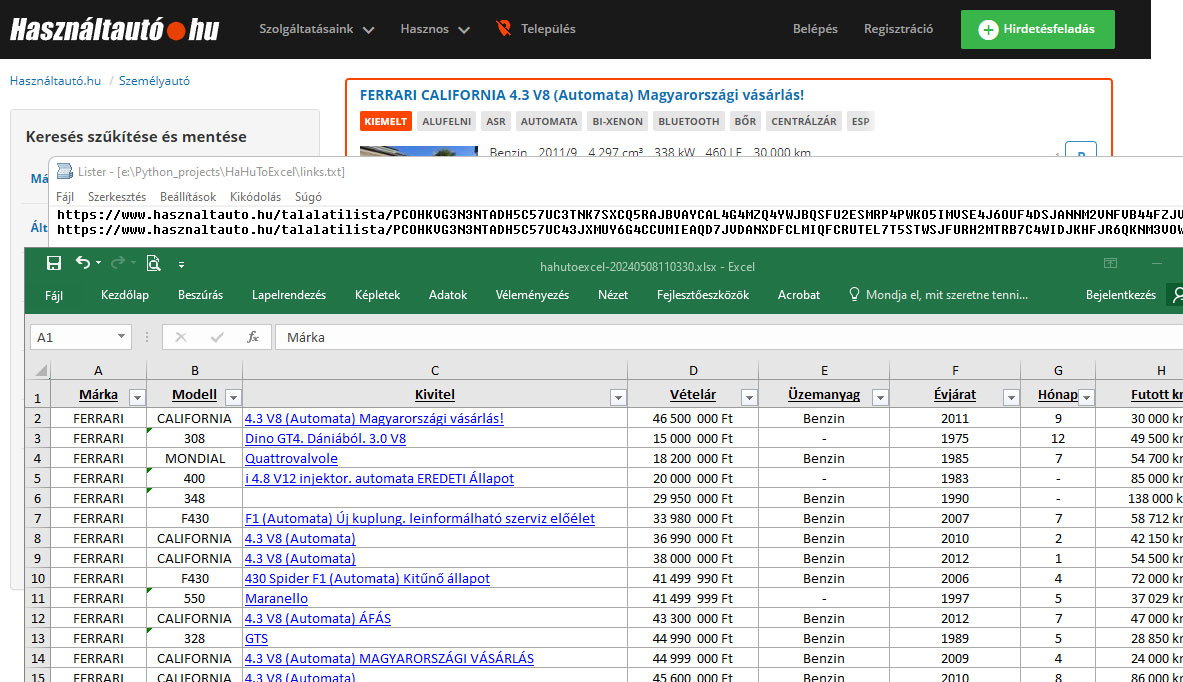 Használtautó.hu Szolgáltatásaink Hasznos Település Belépés Regisztráció Hirdetésfeladás
Használtautó.hu / Személyautó
FERRARI CALIFORNIA 4.3 V8 (Automata) Magyarországi vásárlás!
KIEMELT ALUFELNI ASR AUTOMATA BI-XENON BLUETOOTH BŐR CENTRÁLZÁR ESP
Keresés szűkítése és mentése
Benzin 2011/9 4 297 cm³ 338 kW 460 LE 30 000 km
Má
Lister - [e:\Python_projects\HaHuToExcel\links.txt]
Fájl Szerkesztés Beállítások Kikódolás Súgó
Ált
hahutoexcel-20240508110330.xlsx - Excel
Fájl Kezdőlap Beszúrás Lapelrendezés Képletek Adatok Véleményezés Nézet Fejlesztőeszközök Acrobat Mondja el, mit szeretne tenni... Bejelentkezés
A1 fx Márka
A B C D E F G H
1 Márka Modell Kivitel Vételár Üzemanyag Évjárat Hónap Futott km
2 FERRARI CALIFORNIA 4.3 V8 (Automata) Magyarországi vásárlás! 46 500 000 Ft Benzin 2011 9 30 000 km
3 FERRARI 308 Dino GT4. Dániából. 3.0 V8 15 000 000 Ft - 1975 12 49 500 km
4 FERRARI MONDIAL Quattrovalvole 18 200 000 Ft Benzin 1985 7 54 700 km
5 FERRARI 400 i 4.8 V12 injektor. automata EREDETI Állapot 20 000 000 Ft - 1983 - 85 000 km
6 FERRARI 348 29 950 000 Ft Benzin 1990 - 138 000 k
7 FERRARI F430 F1 (Automata) Új kuplung. leinformálható szerviz előélet 33 980 000 Ft Benzin 2007 7 58 712 km
8 FERRARI CALIFORNIA 4.3 V8 (Automata) 36 990 000 Ft Benzin 2010 2 42 150 km
9 FERRARI CALIFORNIA 4.3 V8 (Automata) 38 000 000 Ft Benzin 2012 1 54 500 km
10 FERRARI F430 430 Spider F1 (Automata) Kitűnő állapot 41 499 990 Ft Benzin 2006 4 72 000 km
11 FERRARI 550 Maranello 41 499 999 Ft - 1997 5 37 029 km
12 FERRARI CALIFORNIA 4.3 V8 (Automata) ÁFÁS 43 300 000 Ft Benzin 2012 7 47 000 km
13 FERRARI 328 GTS 44 990 000 Ft Benzin 1989 5 28 850 km
14 FERRARI CALIFORNIA 4.3 V8 (Automata) MAGYARORSZÁGI VÁSÁRLÁS 44 999 000 Ft Benzin 2009 4 24 000 km
15 FERRARI CALIFORNIA 4.3 V8 (Automata) 45 600 000 Ft Benzin 2010 8 86 000 km